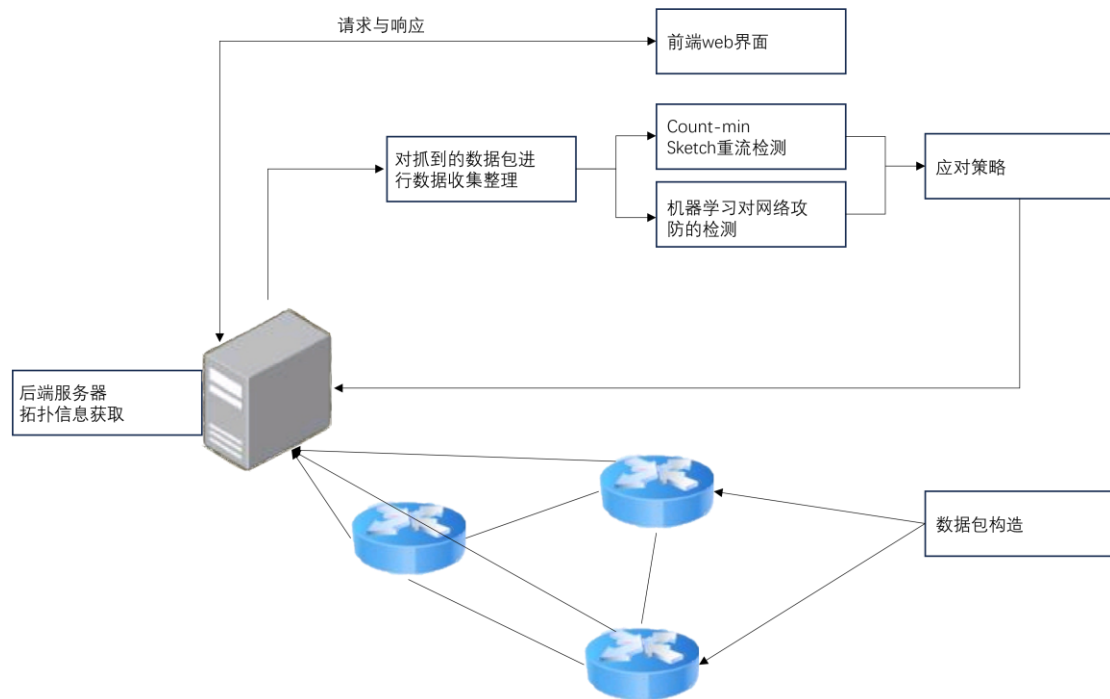 请求与响应
前端web界面
Count-min
Sketch重流检测
对抓到的数据包进
行数据收集整理
应对策略
机器学习对网络攻
防的检测
后端服务器
拓扑信息获取
数据包构造